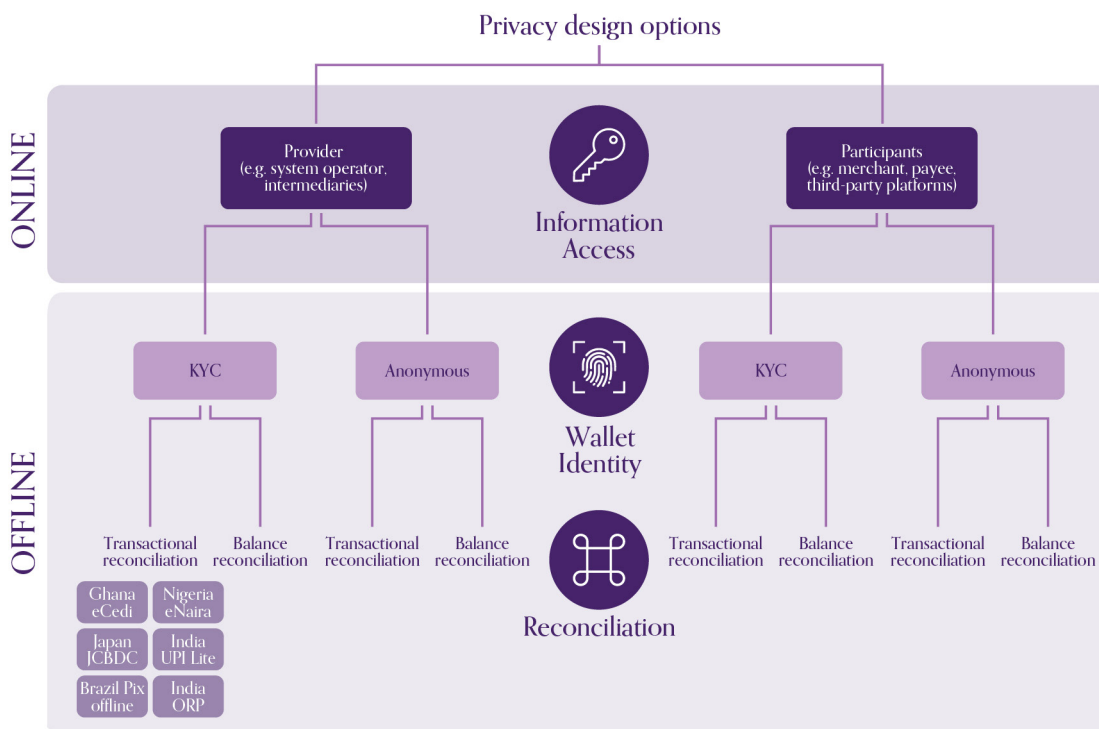 Privacy design options
ONLINE
Provider
(e.g. system operator,
intermediaries)
Information
Access
Participants
(e.g. merchant, payee,
third-party platforms)
OFFLINE
KYC
Anonymous
Wallet
Identity
KYC
Anonymous
Transactional
reconciliation
Balance
reconciliation
Transactional
reconciliation
Balance
reconciliation
Reconciliation
Transactional
reconciliation
Balance
reconciliation
Transactional
reconciliation
Balance
reconciliation
Ghana
eCedi
Nigeria
eNaira
Japan
JCBDC
India
UPI Lite
Brazil Pix
offline
India
ORP